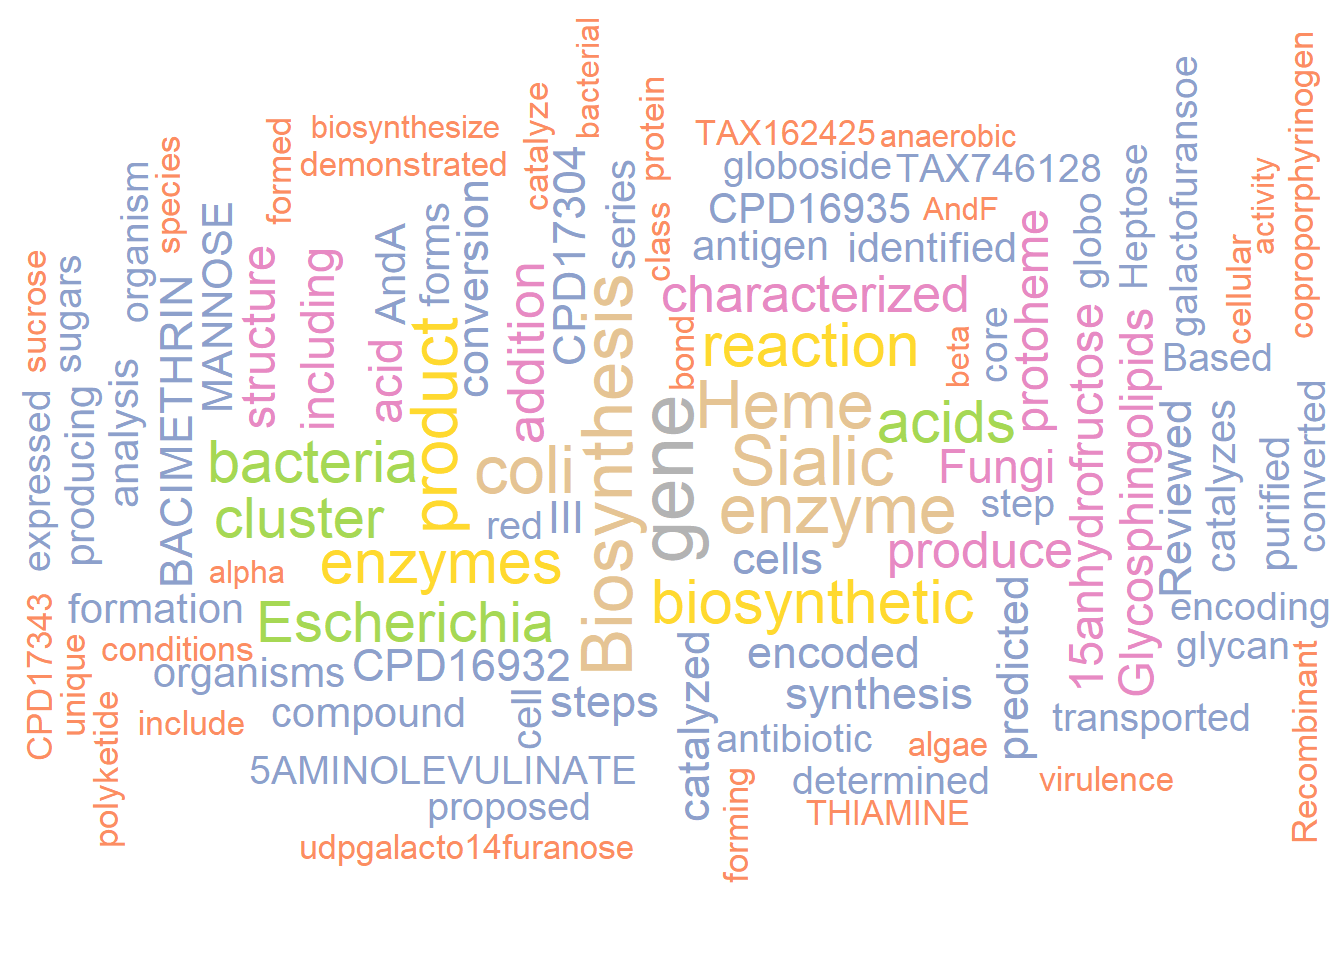 biosynthesize
demonstrated
formed
species
organism
sucrose
sugars
MANNOSE
BACIMETHRIN
structure
including
acid
AndA
forms
conversion
catalyze
bacterial
CPD17304
series
protein
class
TAX162425
anaerobic
globoside
TAX746128
CPD16935
AndF
antigen
identified
characterized
reaction
bond
beta
core
protoheme
globo
Heptose
galactofuransoe
cellular
activity
coproporphyrinogen
Based
expressed
producing
analysis
product
addition
Biosynthesis
gene
Heme
acids
Sialic
Fungi
enzyme
step
15anhydrofructose
Glycosphingolipids
Reviewed
catalyzes
purified
converted
bacteria
cluster
coli
red
III
enzymes
alpha
cells
produce
biosynthetic
formation
Escherichia
conditions
organisms
CPD16932
CPD17343
unique
polyketide
include
compound
cell
steps
catalyzed
encoded
synthesis
predicted
encoding
glycan
transported
antibiotic
algae
5AMINOLEVULINATE
proposed
determined
virulence
THIAMINE
forming
Recombinant
udpgalacto14furanose